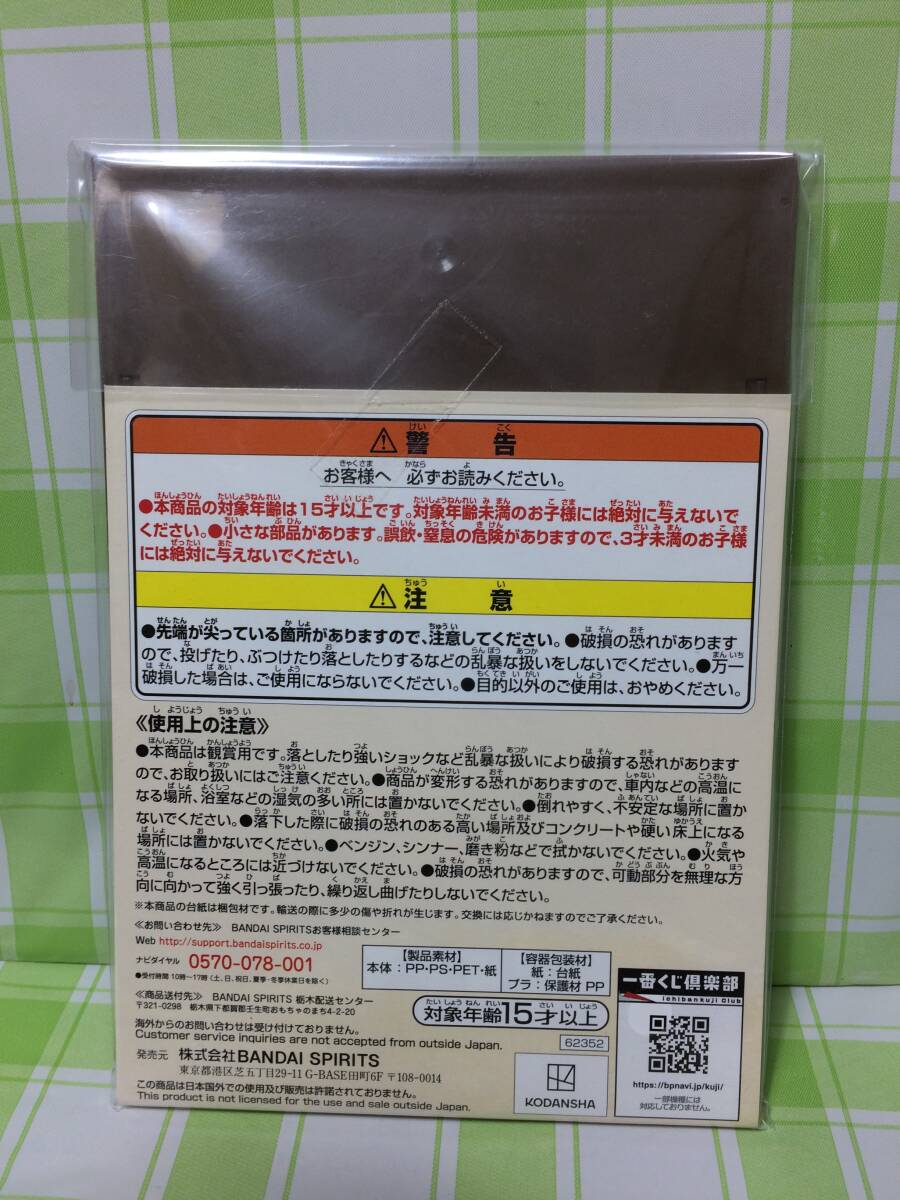 ⚠警告
お客様へ 必ずお読みください。
●本商品の対象年齢は15才以上です。対象年齢未満のお子様には絶対に与えないで
ください。●小さな部品があります。誤飲・窒息の危険がありますので、3才未満のお子様
には絶対に与えないでください。
⚠注意
●先端が尖っている箇所がありますので、注意してください。●破損の恐れがあります
ので、投げたり、ぶつけたり落としたりするなどの乱暴な扱いをしないでください。●万一
破損した場合は、ご使用にならないでください。●目的以外のご使用は、おやめください。
《使用上の注意》
●本商品は観賞用です。落としたり強いショックなど乱暴な扱いにより破損する恐れがあります
ので、お取り扱いにはご注意ください。●商品が変形する恐れがありますので、車内などの高温に
なる場所、浴室などの湿気の多い所には置かないでください。●倒れやすく、不安定な場所に置か
ないでください。●落下した際に破損の恐れのある高い場所及びコンクリートや硬い床上になる
場所には置かないでください。●ベンジン、シンナー、磨き粉などで拭かないでください。●火気や
高温になるところには近づけないでください。●破損の恐れがありますので、可動部分を無理な方
向に向かって強く引っ張ったり、繰り返し曲げたりしないでください。
※本商品の台紙は梱包材です。輸送の際に多少の傷や折れが生じます。交換には応じかねますのでご了承ください。
≪お問い合わせ先≫ BANDAI SPIRITSお客様相談センター
Web http://support.bandaispirits.co.jp
ナビダイヤル 0570-078-001
●受付時間 10時～17時(土、日、祝日、夏季・冬季休業日を除く)
≪商品送付先≫ BANDAI SPIRITS 栃木配送センター
〒321-0298 栃木県下都賀郡壬生町おもちゃのまち4-2-20
海外からのお問い合わせは受け付けておりません。
Customer service inquiries are not accepted from outside Japan.
発売元 株式会社BANDAI SPIRITS
東京都港区芝五丁目29-11 G-BASE田町6F 〒108-0014
この商品は日本国外での使用及び販売は許諾されておりません。
This product is not licensed for the use and sale outside Japan.
【製品素材】
本体:PP・PS・PET・紙
【容器包装材】
紙:台紙
プラ:保護材 PP
対象年齢15才以上
62352
KODANSHA
一番くじ倶楽部
ichibankuji Club
https://bpnavi.jp/kuji/
一部機種には
対応しておりません。